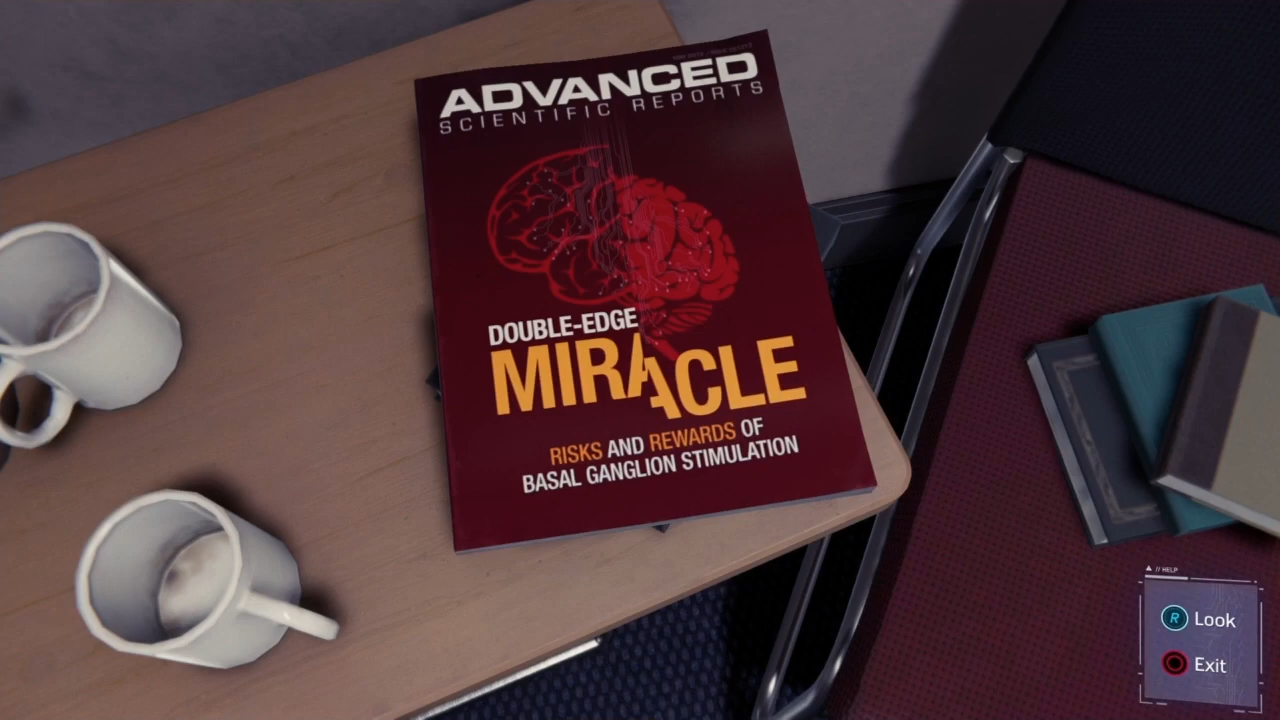 ADVANCED
SCIENTIFIC REPORTS
DOUBLE-EDGE
MIRACLE
RISKS AND REWARDS OF
BASAL GANGLION STIMULATION
// HELP
R Look
Exit